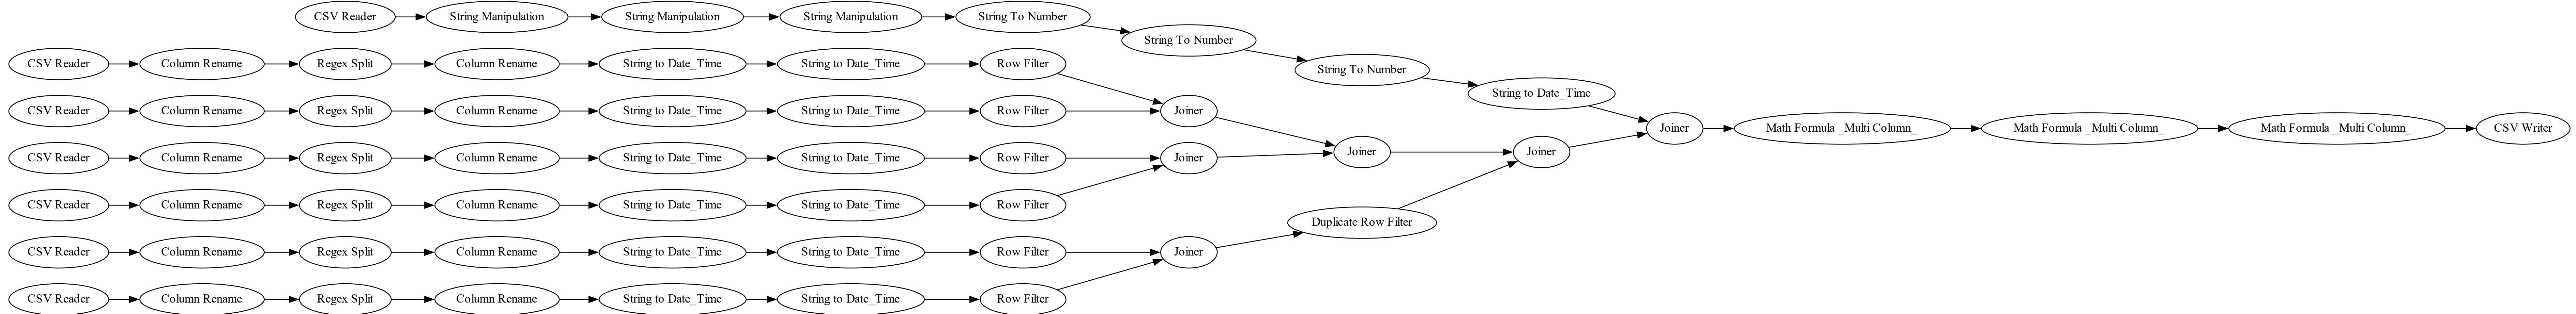 CSV Reader String Manipulation String Manipulation String Manipulation String To Number
String To Number
CSV Reader Column Rename Regex Split Column Rename String to Date_Time String to Date_Time Row Filter
String To Number
String to Date_Time
CSV Reader Column Rename Regex Split Column Rename String to Date_Time String to Date_Time Row Filter Joiner
Joiner Math Formula _Multi Column_ Math Formula _Multi Column_ Math Formula _Multi Column_ CSV Writer
Joiner Joiner
CSV Reader Column Rename Regex Split Column Rename String to Date_Time String to Date_Time Row Filter Joiner
CSV Reader Column Rename Regex Split Column Rename String to Date_Time String to Date_Time Row Filter
Duplicate Row Filter
CSV Reader Column Rename Regex Split Column Rename String to Date_Time String to Date_Time Row Filter Joiner
CSV Reader Column Rename Regex Split Column Rename String to Date_Time String to Date_Time Row Filter